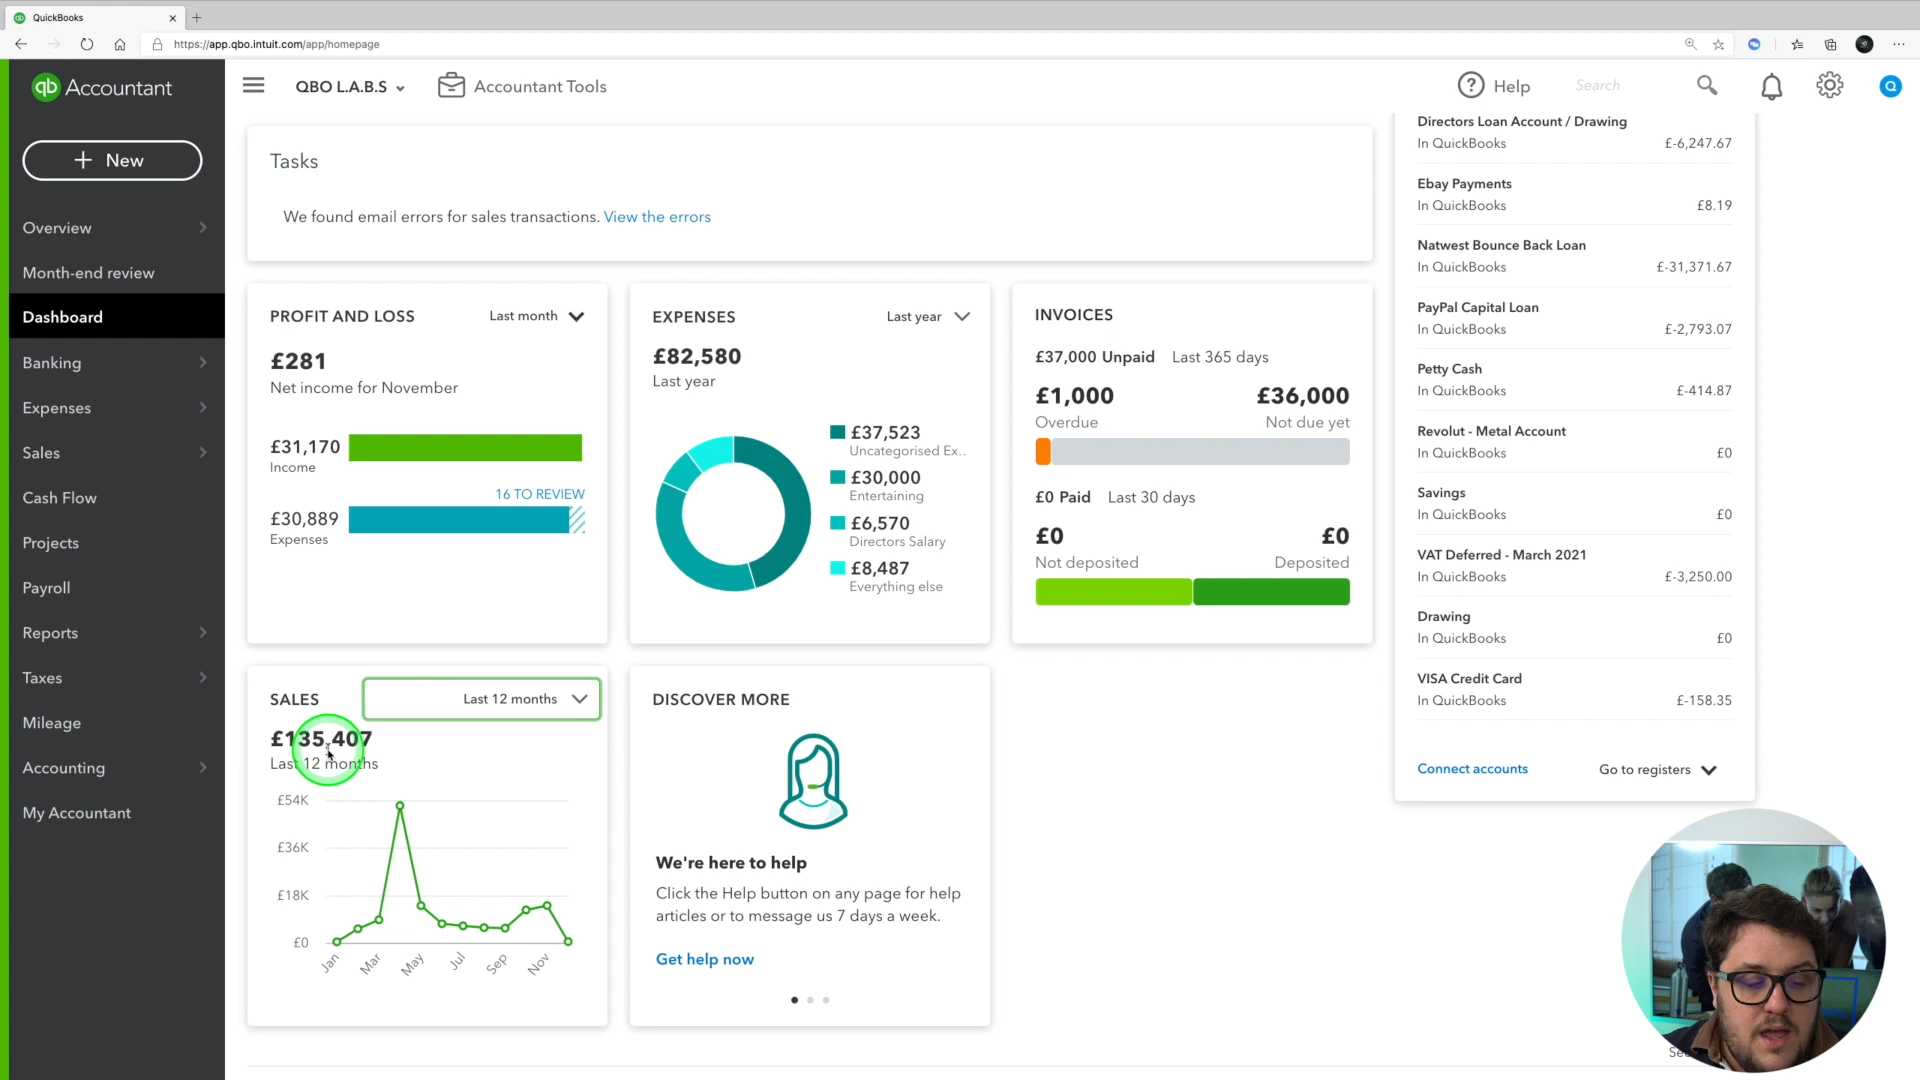 QuickBooks
https://app.qbo.intuit.com/app/homepage
qb Accountant
QBO L.A.B.S
Accountant Tools
Help
Search
Q
+ New
Overview
Month-end review
Dashboard
Banking
Expenses
Sales
Cash Flow
Projects
Payroll
Reports
Taxes
Mileage
Accounting
My Accountant
Tasks
We found email errors for sales transactions. View the errors
PROFIT AND LOSS
Last month
£281
Net income for November
£31,170
Income
16 TO REVIEW
£30,889
Expenses
EXPENSES
Last year
£82,580
Last year
£37,523
Uncategorised Ex..
£30,000
Entertaining
£6,570
Directors Salary
£8,487
Everything else
INVOICES
£37,000 Unpaid Last 365 days
£1,000 £36,000
Overdue Not due yet
£0 Paid Last 30 days
£0 £0
Not deposited Deposited
SALES
Last 12 months
£135,407
Last 12 months
£54K
£36K
£18K
£0
Jan Mar May Jul Sep Nov
DISCOVER MORE
We're here to help
Click the Help button on any page for help
articles or to message us 7 days a week.
Get help now
Directors Loan Account / Drawing
In QuickBooks £-6,247.67
Ebay Payments
In QuickBooks £8.19
Natwest Bounce Back Loan
In QuickBooks £-31,371.67
PayPal Capital Loan
In QuickBooks £-2,793.07
Petty Cash
In QuickBooks £-414.87
Revolut - Metal Account
In QuickBooks £0
Savings
In QuickBooks £0
VAT Deferred - March 2021
In QuickBooks £-3,250.00
Drawing
In QuickBooks £0
VISA Credit Card
In QuickBooks £-158.35
Connect accounts Go to registers